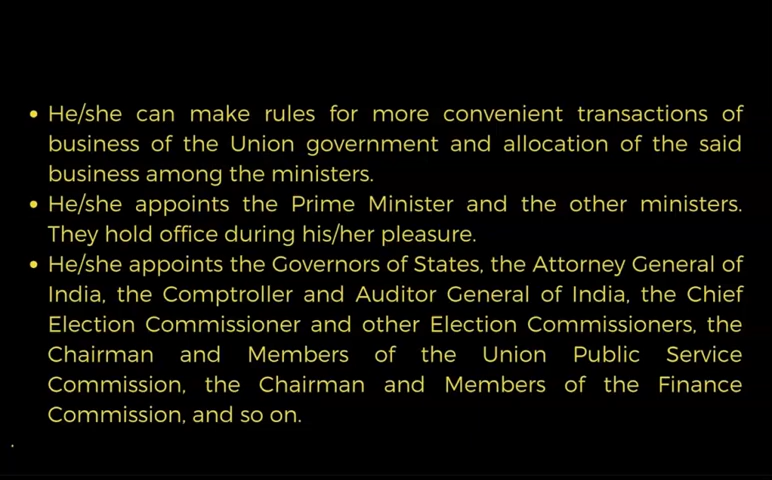 • He/she can make rules for more convenient transactions of
business of the Union government and allocation of the said
business among the ministers.
• He/she appoints the Prime Minister and the other ministers.
They hold office during his/her pleasure.
• He/she appoints the Governors of States, the Attorney General of
India, the Comptroller and Auditor General of India, the Chief
Election Commissioner and other Election Commissioners, the
Chairman and Members of the Union Public Service
Commission, the Chairman and Members of the Finance
Commission, and so on.